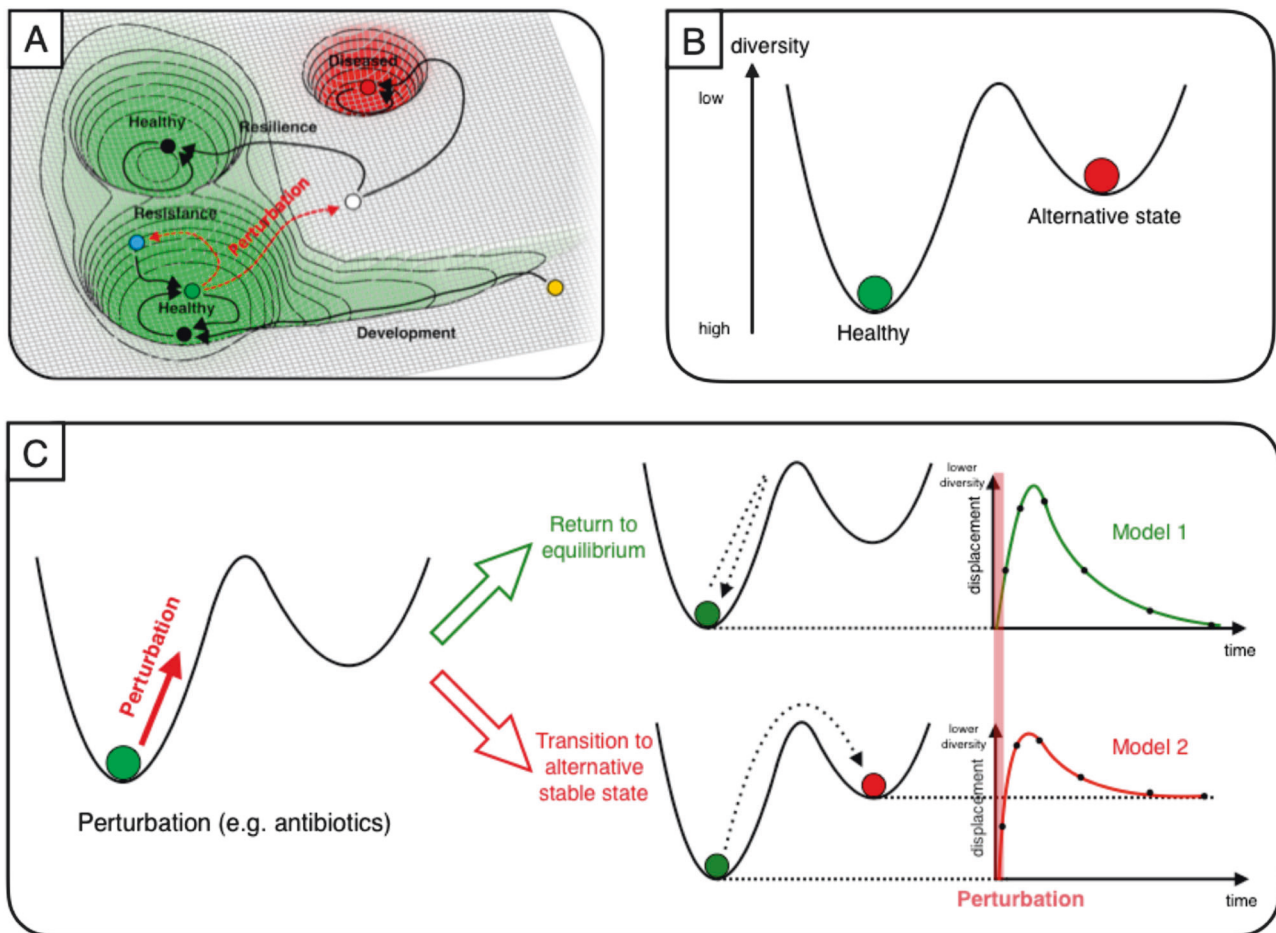 A
Diseased
Healthy
Resilience
Perturbation
Resistance
Healthy
Development
B
diversity
low
high
Healthy
Alternative state
C
Perturbation
Perturbation (e.g. antibiotics)
Return to
equilibrium
Transition to
alternative
stable state
lower
diversity
displacement
Model 1
time
lower
diversity
displacement
Model 2
Perturbation
time